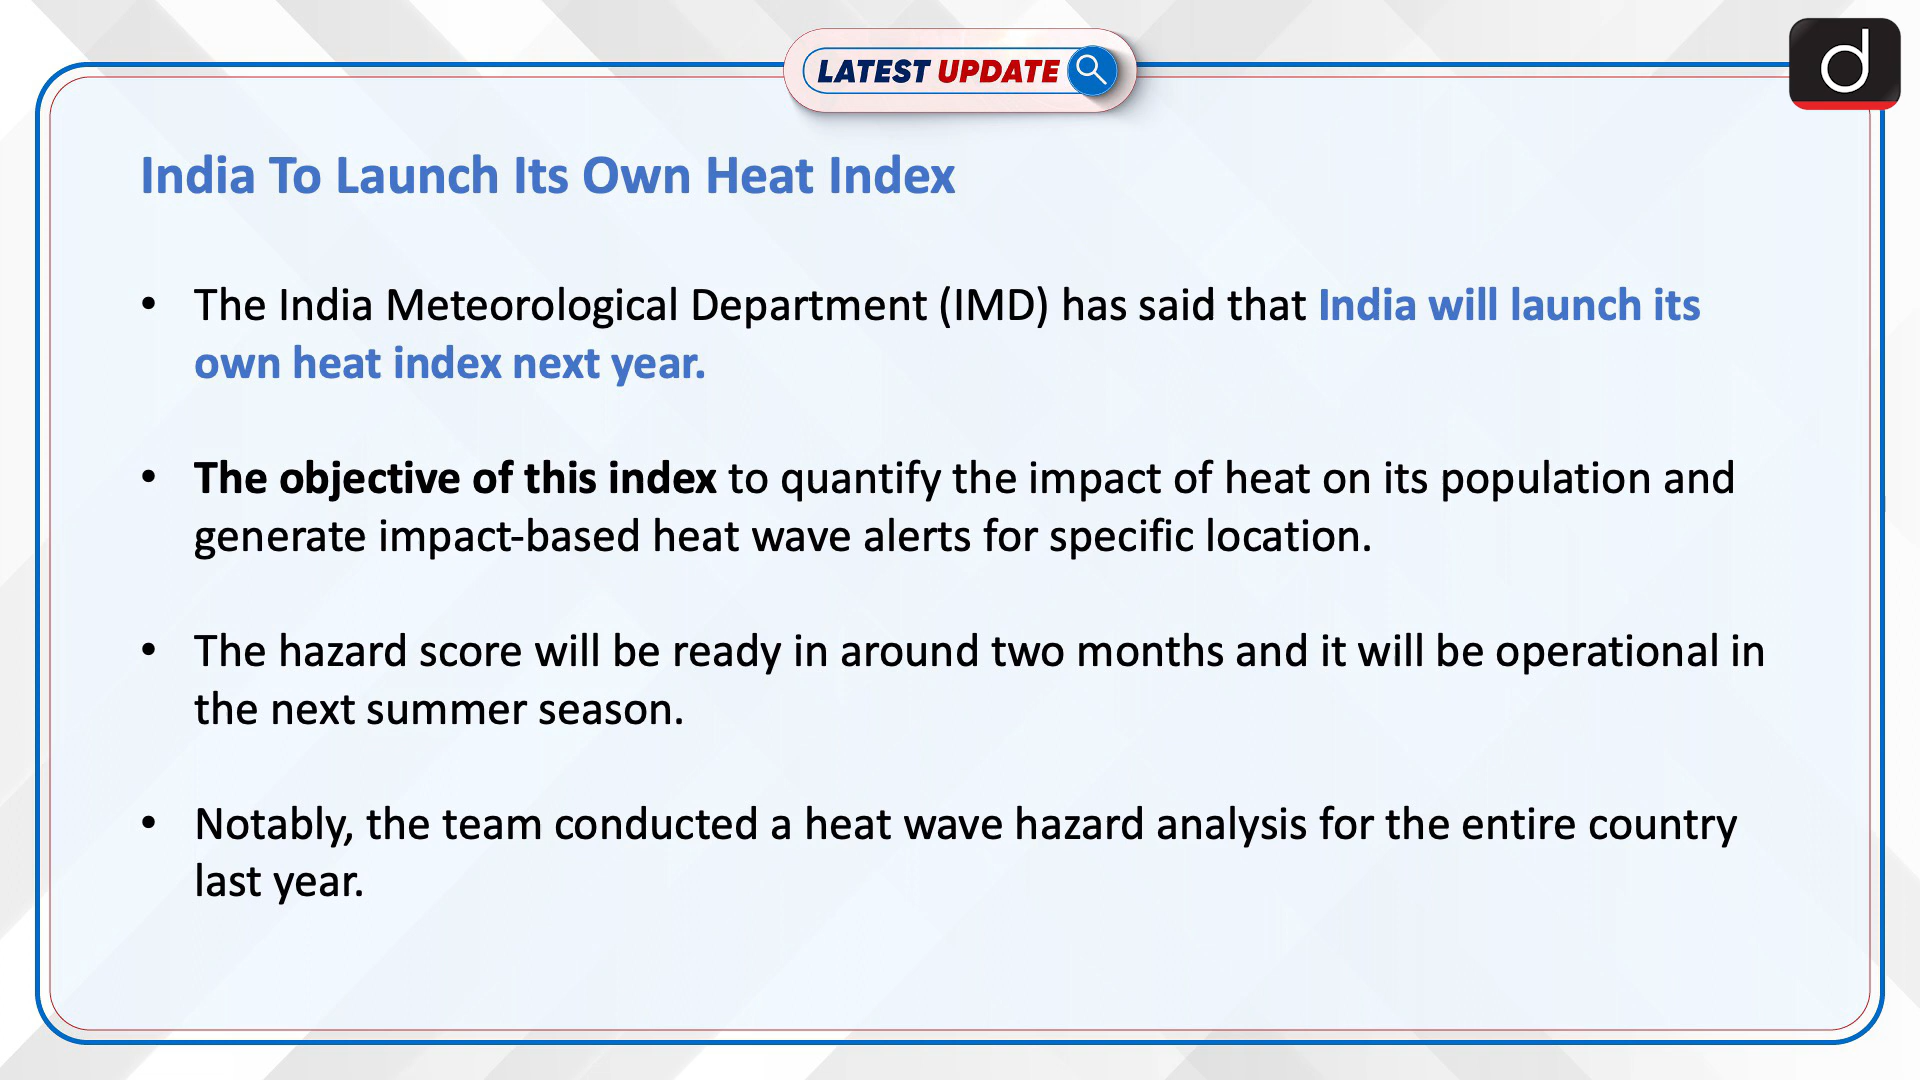 LATEST UPDATE
d
India To Launch Its Own Heat Index
• The India Meteorological Department (IMD) has said that India will launch its
own heat index next year.
• The objective of this index to quantify the impact of heat on its population and
generate impact-based heat wave alerts for specific location.
• The hazard score will be ready in around two months and it will be operational in
the next summer season.
• Notably, the team conducted a heat wave hazard analysis for the entire country
last year.